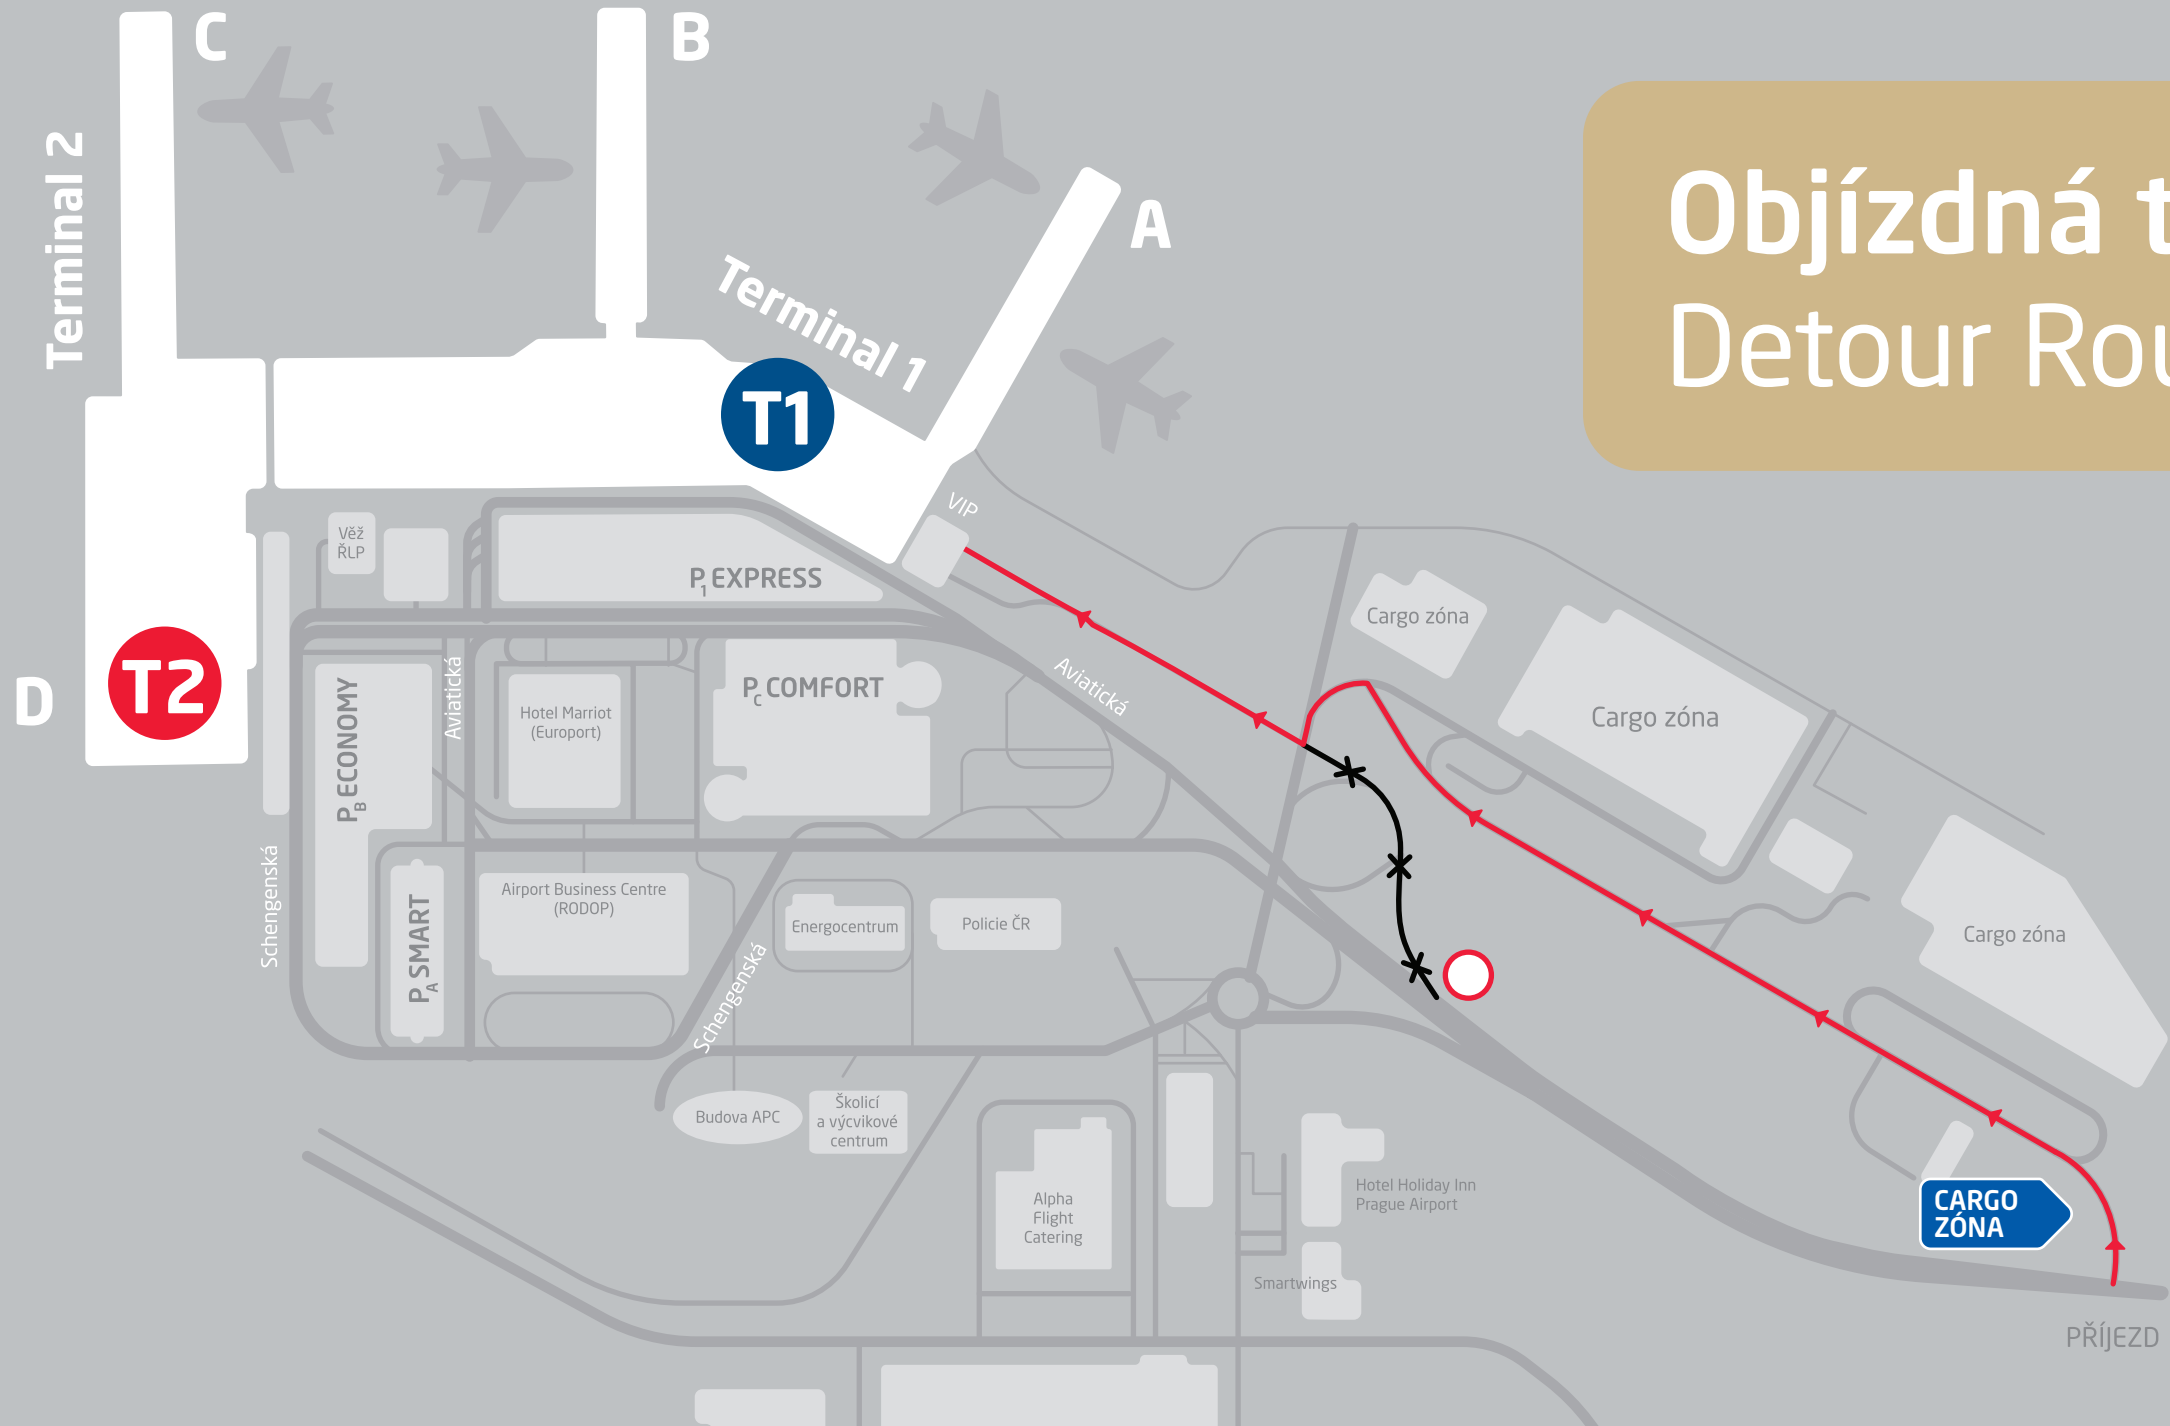 C
B
A
Terminal 2
Terminal 1
Objízdná t
Detour Rou
T1
VIP
Věž
ŘLP
P1 EXPRESS
Cargo zóna
Cargo zóna
Cargo zóna
D
T2
Aviatická
Aviatická
PB ECONOMY
Hotel Marriot
(Europort)
PC COMFORT
Schengenská
PA SMART
Airport Business Centre
(RODOP)
Energocentrum
Policie ČR
Schengenská
Budova APC
Školicí
a výcvikové
centrum
Alpha
Flight
Catering
Hotel Holiday Inn
Prague Airport
Smartwings
CARGO
ZÓNA
PŘÍJEZD